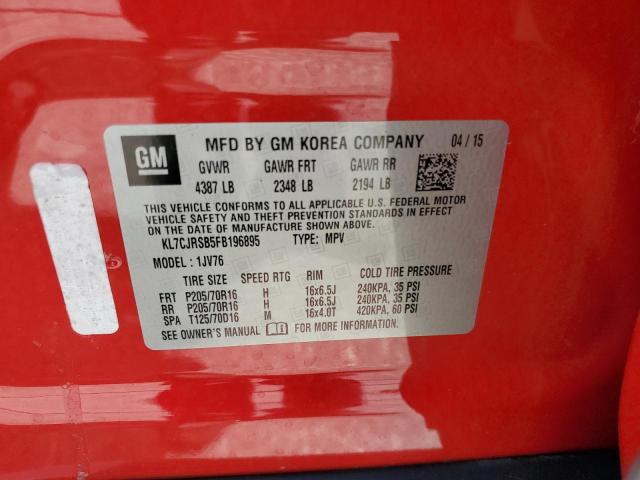 GM MFD BY GM KOREA COMPANY 04 / 15
GVWR GAWR FRT GAWR RR
4387 LB 2348 LB 2194 LB
THIS VEHICLE CONFORMS TO ALL APPLICABLE U.S. FEDERAL MOTOR
VEHICLE SAFETY AND THEFT PREVENTION STANDARDS IN EFFECT
ON THE DATE OF MANUFACTURE SHOWN ABOVE.
KL7CJRSB5FB196895 TYPE: MPV
MODEL : 1JV76
TIRE SIZE SPEED RTG RIM COLD TIRE PRESSURE
FRT P205/70R16 H 16x6.5J 240KPA, 35 PSI
RR P205/70R16 H 16x6.5J 240KPA, 35 PSI
SPA T125/70D16 M 16x4.0T 420KPA, 60 PSI
SEE OWNER'S MANUAL FOR MORE INFORMATION.